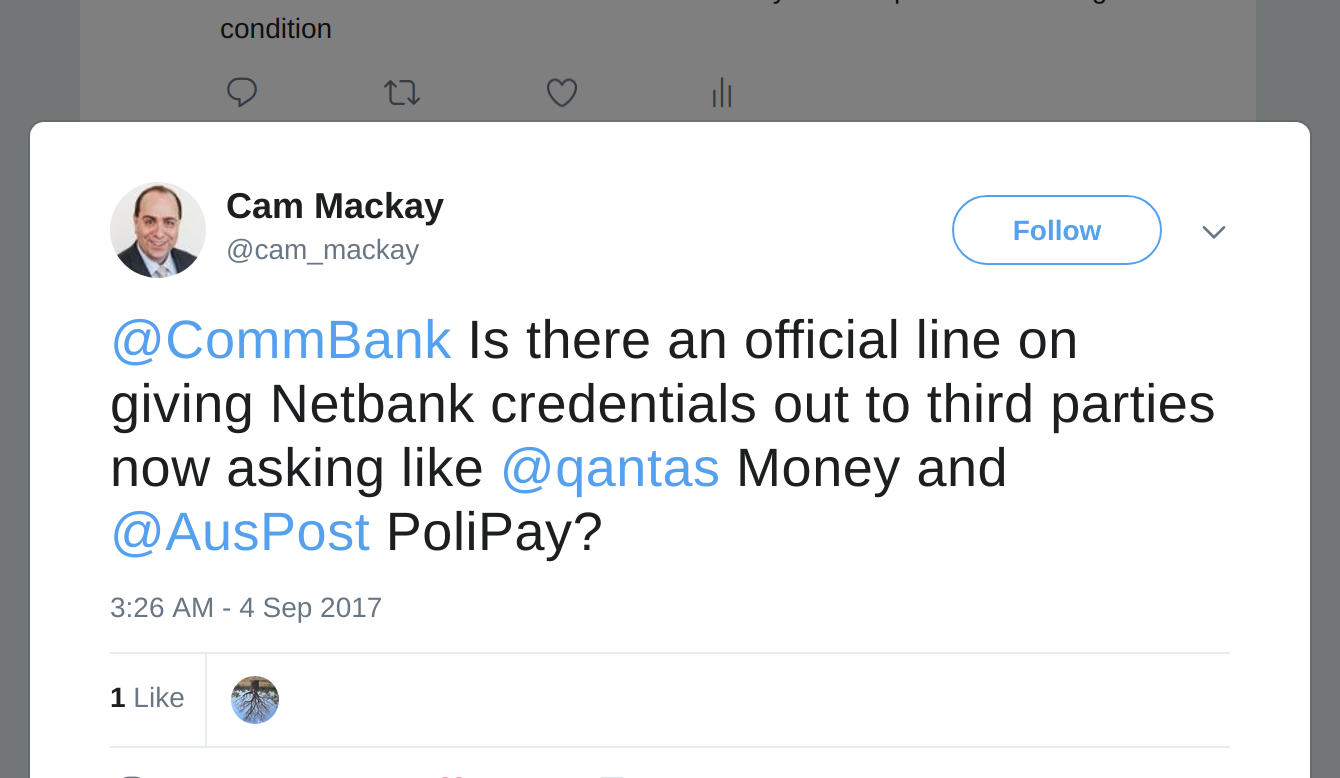 condition
Cam Mackay
@cam_mackay
Follow
@CommBank Is there an official line on
giving Netbank credentials out to third parties
now asking like @qantas Money and
@AusPost PoliPay?
3:26 AM - 4 Sep 2017
1 Like